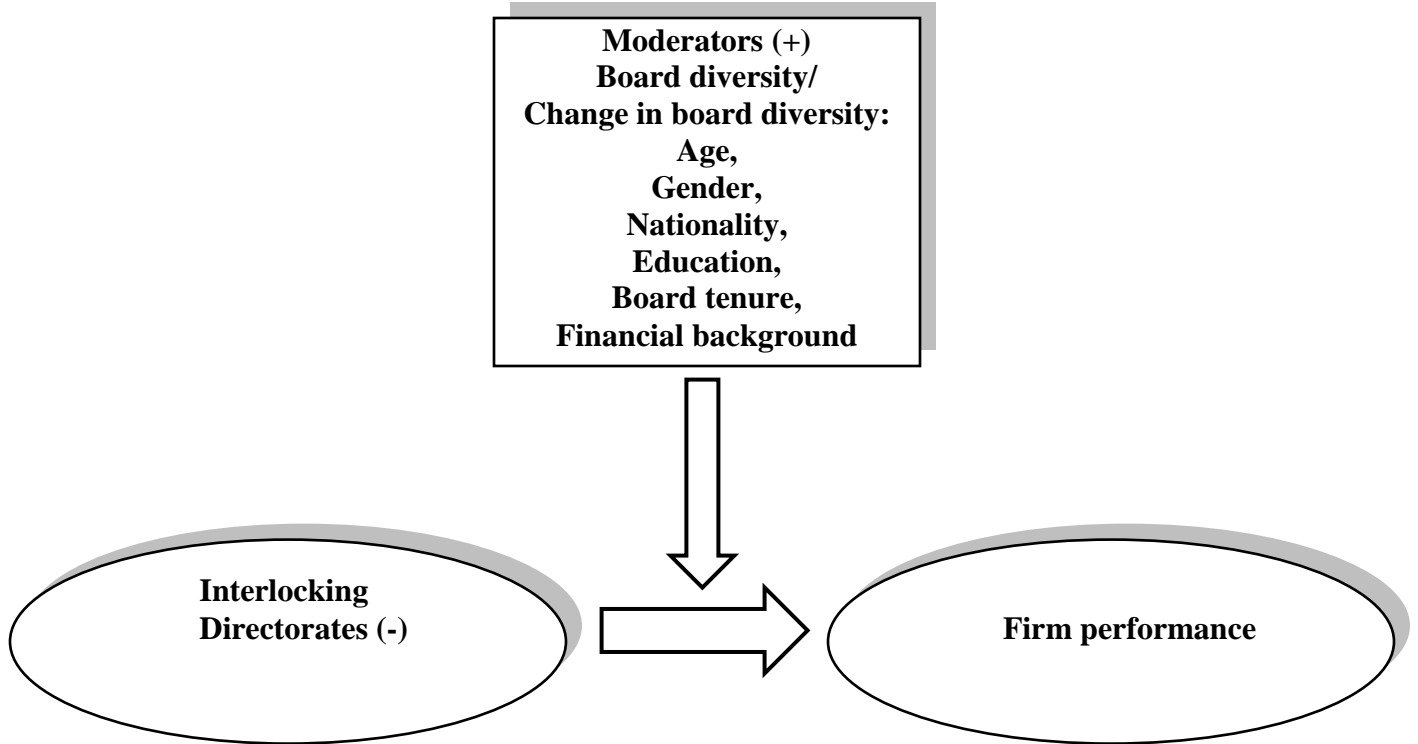 Moderators (+)
Board diversity/
Change in board diversity:
Age,
Gender,
Nationality,
Education,
Board tenure,
Financial background
Interlocking
Directorates (-)
Firm performance